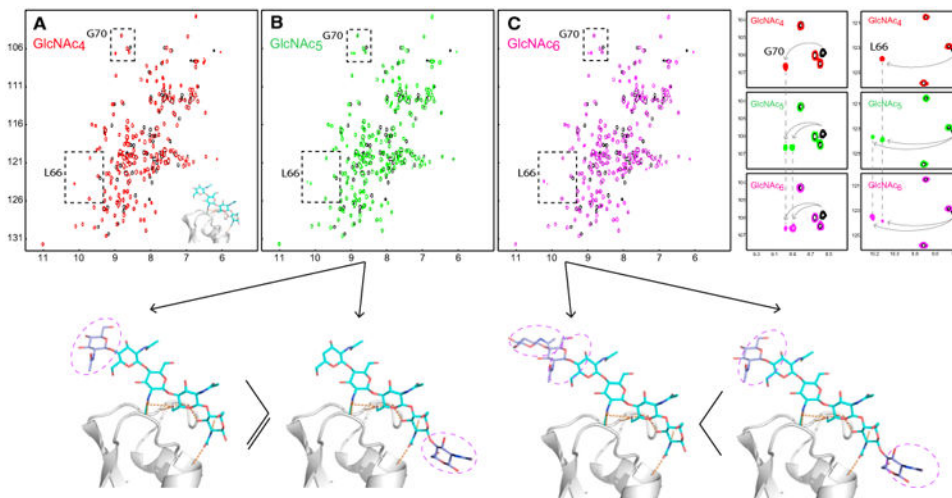 A
GlcNAc4
G70
L66
106
111
116
121
126
131
11 10 9 8 7 6
B
GlcNAc5
G70
L66
11 10 9 8 7 6
C
GlcNAc6
G70
L66
11 10 9 8 7 6
GlcNAc4
G70
GlcNAc5
GlcNAc6
GlcNAc4
L66
GlcNAc5
GlcNAc6